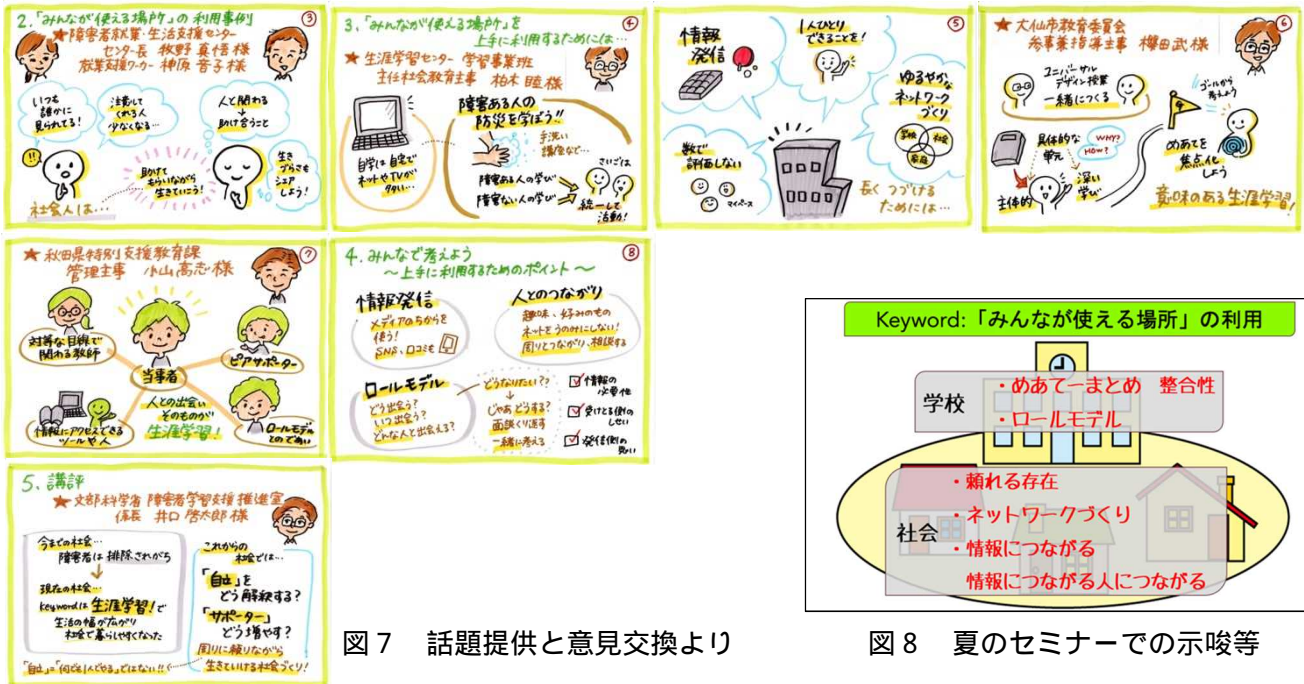 2.「みんなが使える場所」の利用事例 ③
★障害者就業・生活支援センター
センター長 牧野 真悟 様
就業支援ワーカー 神原 音子 様
いつも
誰かに
見られてる!
注意して
くれる人
少なくなる…
人と関わる
助け合うこと
!!
助けて
もらいながら
生きていこう!
生き
づらさも
シェア
しよう!
社会人は…
3.「みんなが使える場所」を ④
上手に利用するためには…
★生涯学習センター 学習事業班
主任社会教育主事 柏木 睦 様
自学は自宅で
ネットやTVが
多い…
障害ある人の
防災を学ぼう!!
手洗い
講座など…
障害ある人の学び
障害ない人の学び
さいごは
統一して
活動!
⑤
情報
発信
1人ひとり
できることを!
ゆるやかな
ネットワーク
づくり
学校
社会
家庭
数で
評価しない
マイペース
長く つづける
ためには…
★大仙市教育委員会 ⑥
参事兼指導主事 櫻田 武 様
ユニバーサル
デザイン授業
一緒につくる
ゴールから
考えよう
具体的な
単元
WHY?
HOW?
めあてを
焦点化
しよう
主体的
深い
学び
意味のある生涯学習!
★秋田県特別支援教育課 ⑦
管理主事 小山 高志 様
対等な目線で
関わる教師
当事者
ピアサポーター
人との出会い
そのものが
生涯学習!
情報にアクセスできる
ツールや人
ロールモデル
とのであい
4.みんなで考えよう ⑧
~上手に利用するためのポイント~
情報発信
メディアのちからを
使う!
SNS、口コミも
人とのつながり
趣味、好みのもの
ネットをうのみにしない!
周りとつながり、相談する
ロールモデル
どう出会う?
いつ出会う?
どんな人と出会える?
どうなりたい??
じゃあどうする?
面談くり返す
一緒に考える
情報の
必要性
受けとる側の
しせい
発信側の
5.講評
★文部科学省 障害者学習支援推進室
係長 井口 啓太郎 様
今までの社会…
障害者は排除されがち
現在の社会…
Keywordは生涯学習!で
生活の幅が広がり
社会で暮らしやすくなった
これからの
社会では…
「自立」を
どう解釈する?
「サポーター」
どう増やす?
周りに頼りながら
生きていける社会づくり!
「自立」=「何でも1人でやる」ではない!!
図7 話題提供と意見交換より
Keyword:「みんなが使える場所」の利用
学校
・めあてーまとめ 整合性
・ロールモデル
社会
・頼れる存在
・ネットワークづくり
・情報につながる
情報につながる人につながる
図8 夏のセミナーでの示唆等